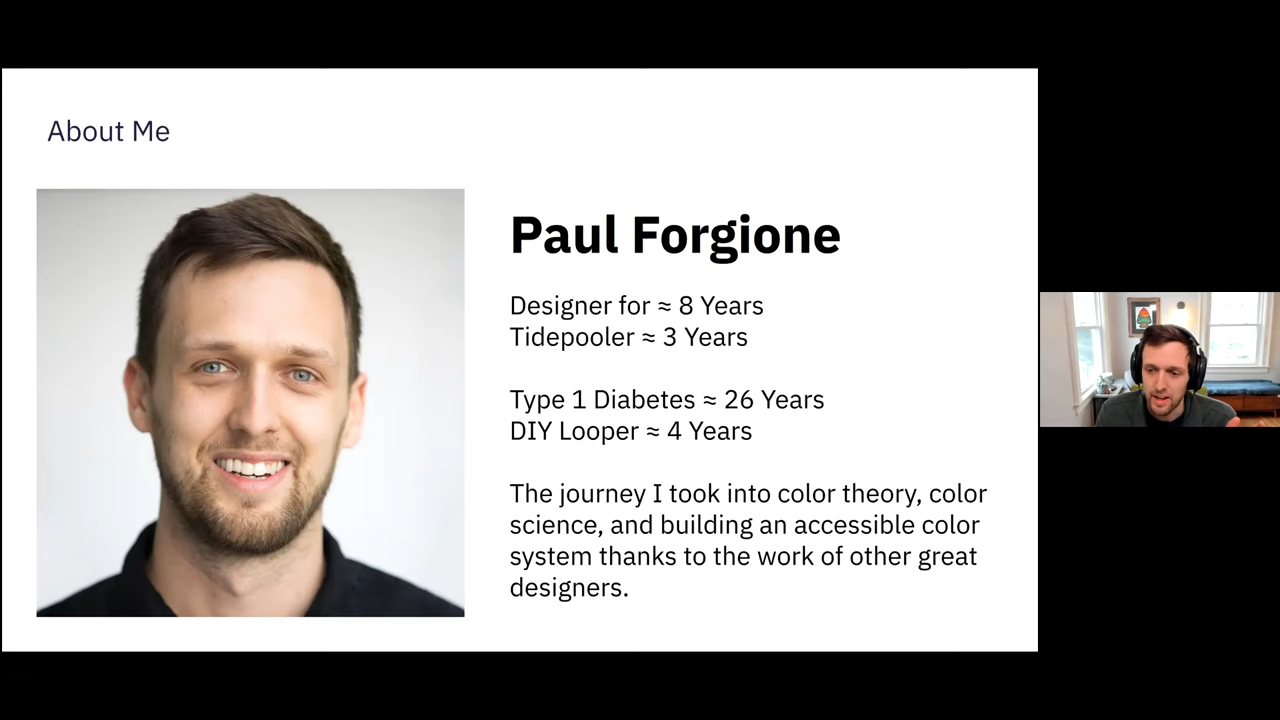 About Me
Paul Forgione
Designer for ≈ 8 Years
Tidepooler ≈ 3 Years
Type 1 Diabetes ≈ 26 Years
DIY Looper ≈ 4 Years
The journey I took into color theory, color
science, and building an accessible color
system thanks to the work of other great
designers.